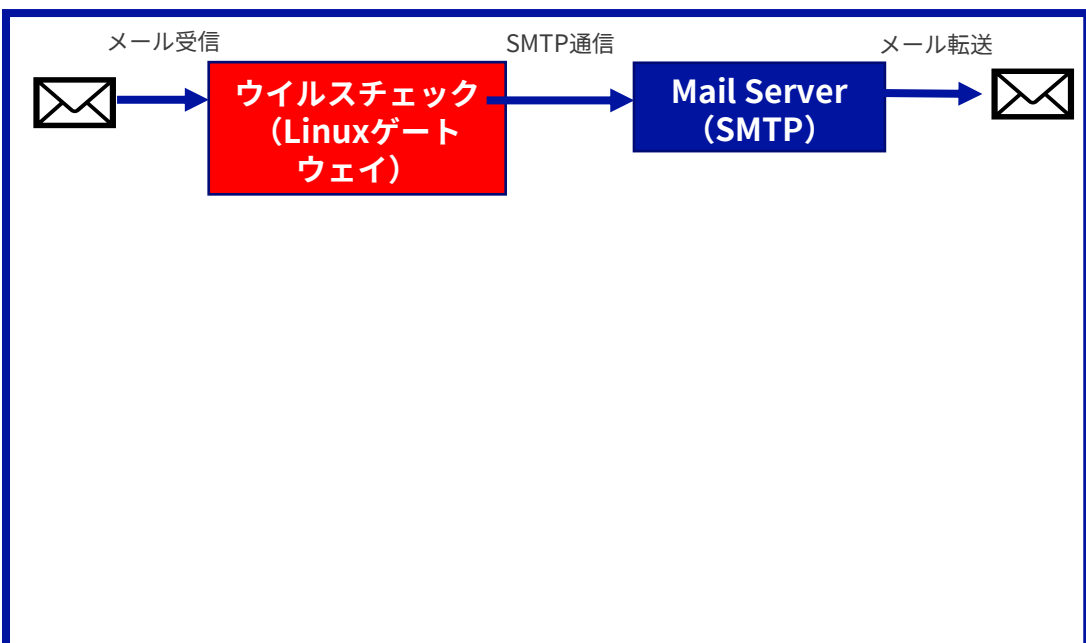 メール受信
SMTP通信
メール転送
ウイルスチェック
（Linuxゲート
ウェイ）
Mail Server
（SMTP）